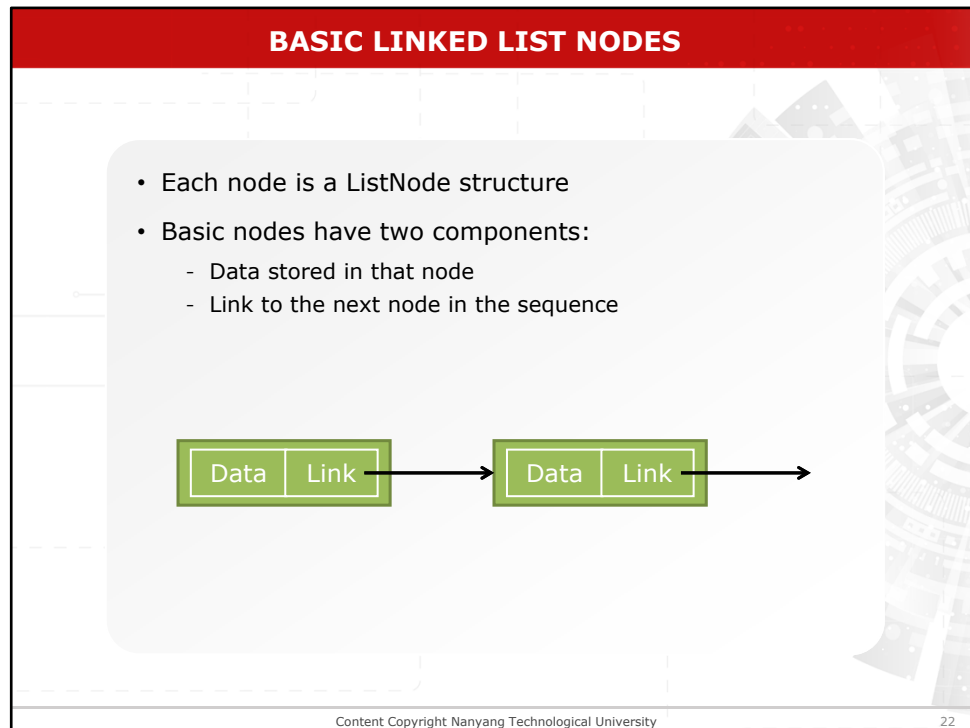 BASIC LINKED LIST NODES
• Each node is a ListNode structure
• Basic nodes have two components:
- Data stored in that node
- Link to the next node in the sequence
Data Link Data Link
Content Copyright Nanyang Technological University 22